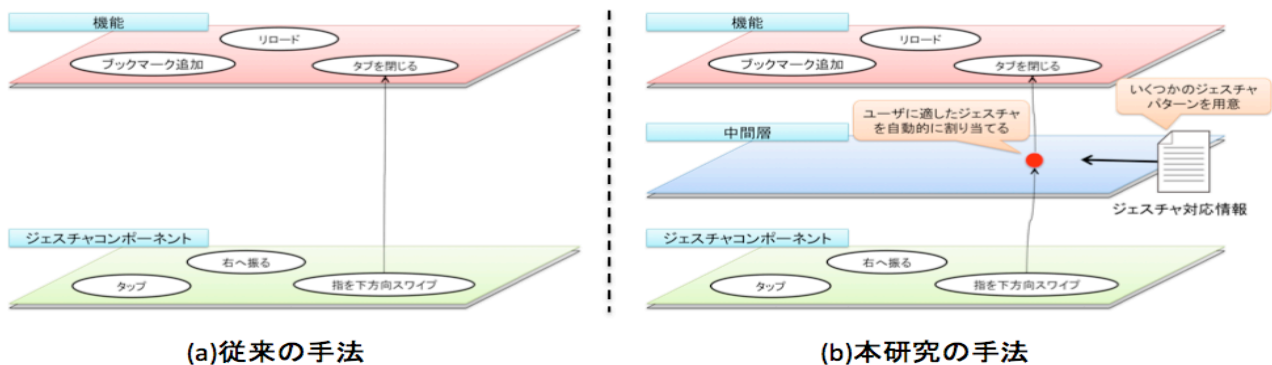 機能
リロード
ブックマーク追加
タブを閉じる
ジェスチャコンポーネント
右へ振る
タップ
指を下方向スワイプ
(a)従来の手法
機能
リロード
ブックマーク追加
タブを閉じる
いくつかのジェスチャ
パターンを用意
ユーザに適したジェスチャ
を自動的に割り当てる
中間層
ジェスチャ対応情報
ジェスチャコンポーネント
右へ振る
タップ
指を下方向スワイプ
(b)本研究の手法